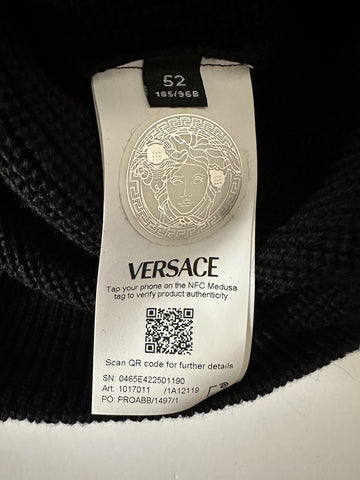 52
185/96B
VERSACE
Tap your phone on the NFC Medusa
tag to verify product authenticity
Scan QR code for further details
SN: 0465E422501190
Art: 1017011 /1A12119
PO: PROABB/1497/1